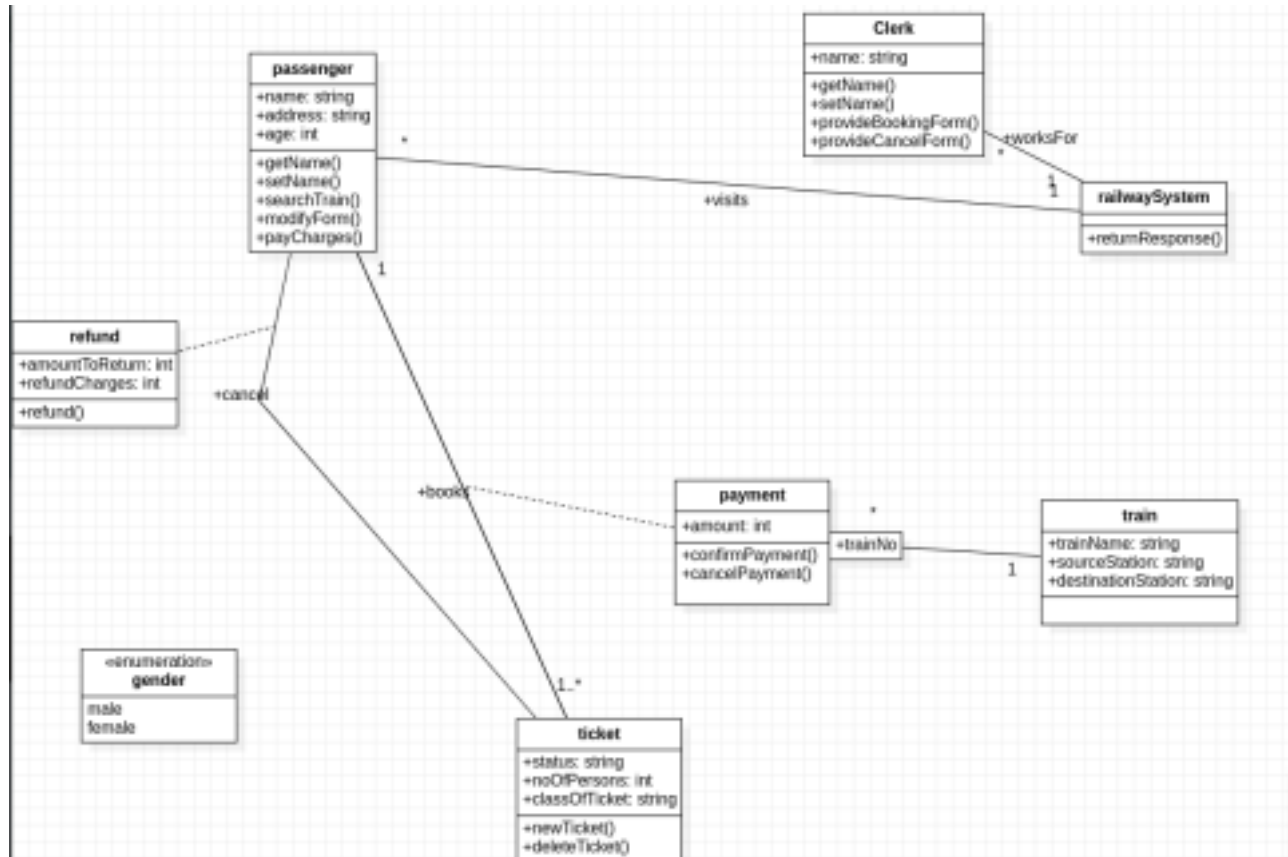 Clerk
+name: string
+getName()
+setName()
+provideBookingForm()
+provideCancelForm()
passenger
+name: string
+address: string
+age: int
+getName()
+setName()
+searchTrain()
+modifyForm()
+payCharges()
*
+visits
+worksFor
*
1
1
railwaySystem
+returnResponse()
1
refund
+amountToReturn: int
+refundCharges: int
+refund()
+cancel
+books
payment
+amount: int
+confirmPayment()
+cancelPayment()
*
+trainNo
1
train
+trainName: string
+sourceStation: string
+destinationStation: string
«enumeration»
gender
male
female
1..*
ticket
+status: string
+noOfPersons: int
+classOfTicket: string
+newTicket()
+deleteTicket()